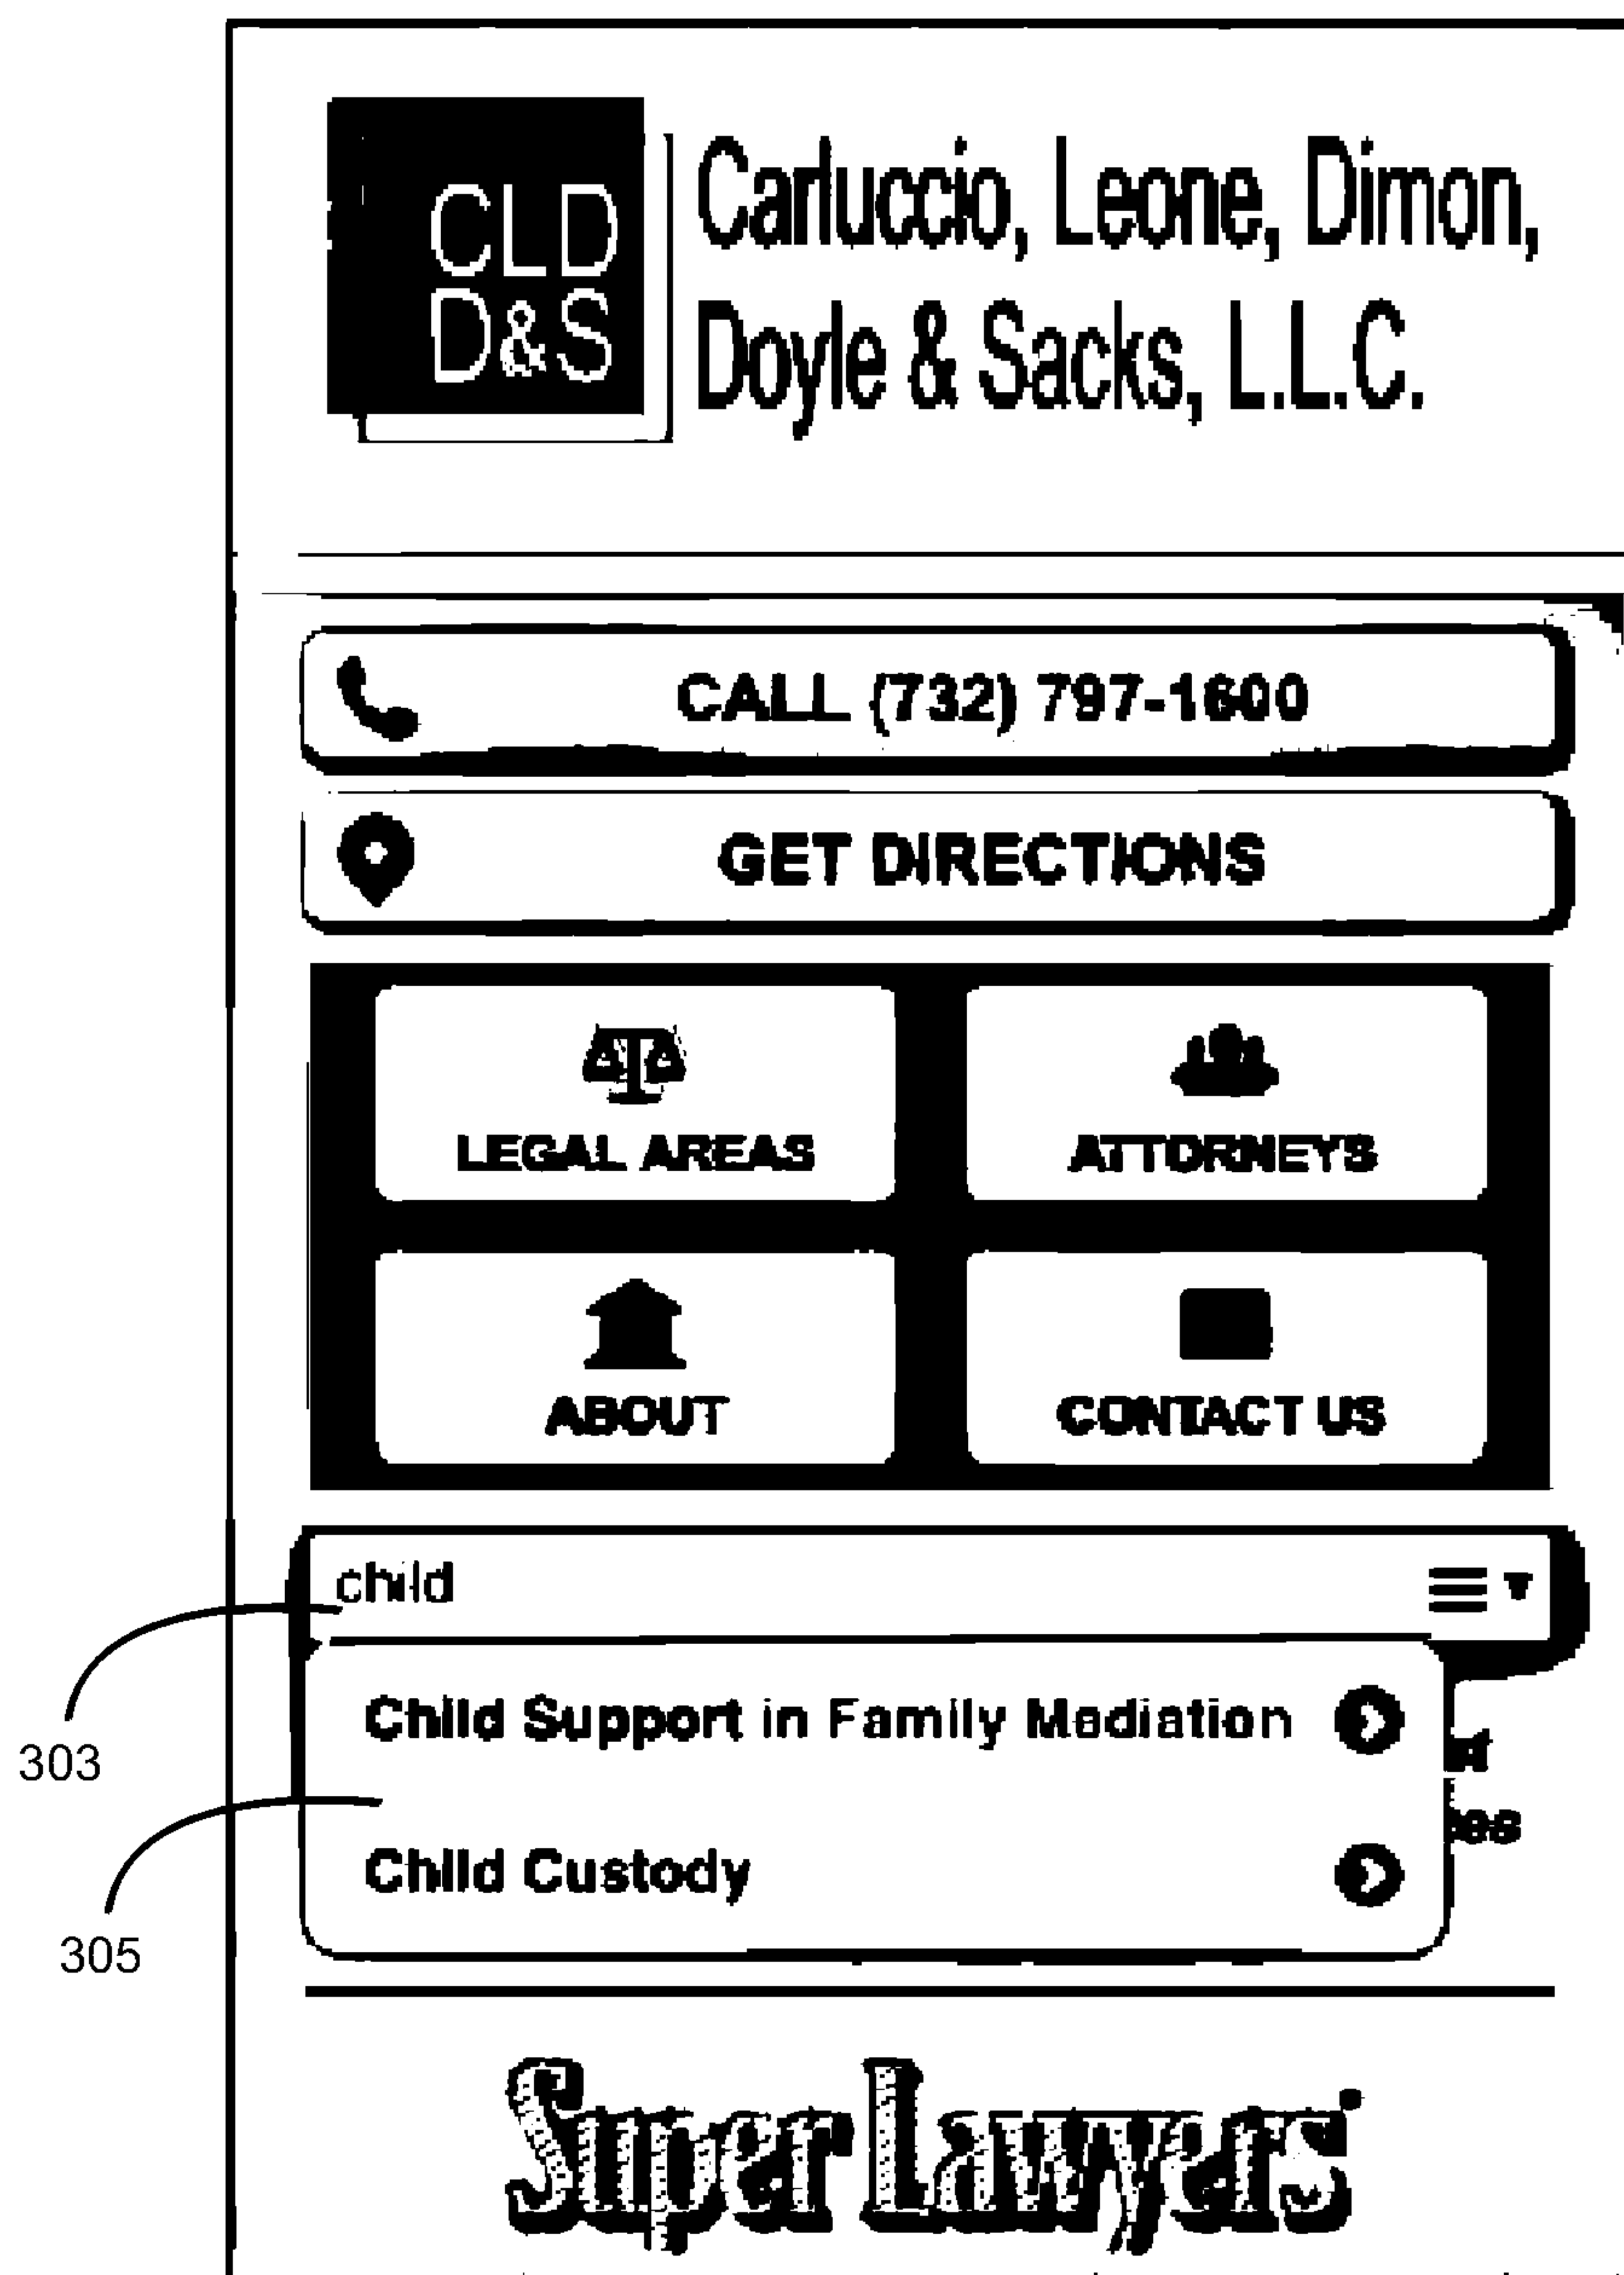 CLD
D&S
Carluccio, Leone, Dimon,
Doyle & Sacks, L.L.C.
CALL (732) 797-1600
GET DIRECTIONS
LEGAL AREAS
ATTORNEYS
ABOUT
CONTACT US
child
Child Support in Family Mediation
Child Custody
303
305
Super Lawyers